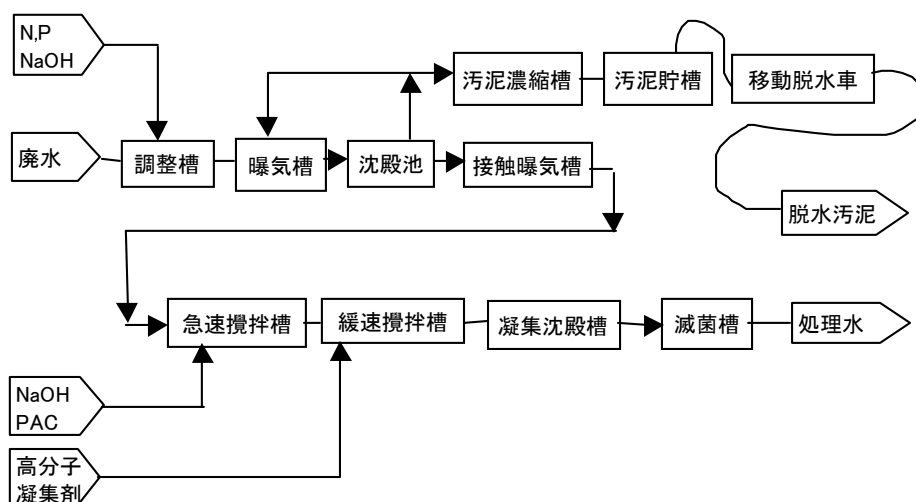 N,P
NaOH
汚泥濃縮槽
汚泥貯槽
移動脱水車
廃水
調整槽
曝気槽
沈殿池
接触曝気槽
脱水汚泥
急速攪拌槽
緩速攪拌槽
凝集沈殿槽
滅菌槽
処理水
NaOH
PAC
高分子
凝集剤